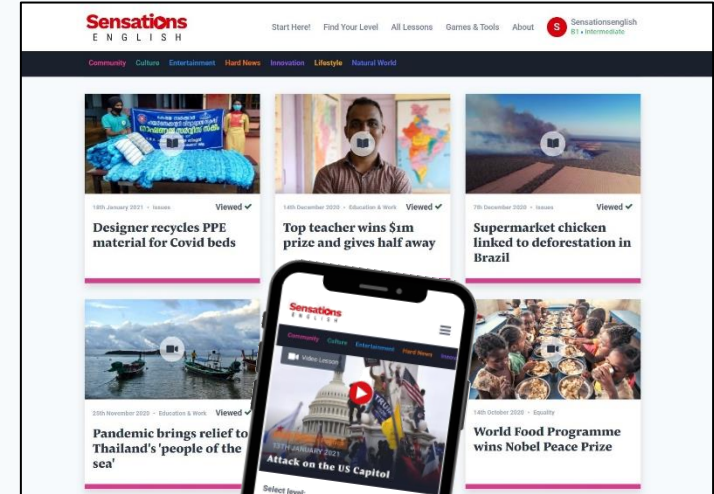 Sensations
ENGLISH
Start Here! Find Your Level All Lessons Games & Tools About
S
Sensationsenglish
B1 • Intermediate
Community Culture Entertainment Hard News Innovation Lifestyle Natural World
18th January 2021 • Issues Viewed ✓
Designer recycles PPE
material for Covid beds
14th December 2020 • Education & Work Viewed ✓
Top teacher wins $1m
prize and gives half away
7th December 2020 • Issues Viewed ✓
Supermarket chicken
linked to deforestation in
Brazil
20th November 2020 • Education & Work Viewed ✓
Pandemic brings relief to
Thailand's 'people of the
sea'
Sensations
ENGLISH
Community Culture Entertainment Hard News
Video Lesson
TRUMP
13TH JANUARY 2021
Attack on the US Capitol
Select level:
14th October 2020 • Equality
World Food Programme
wins Nobel Peace Prize